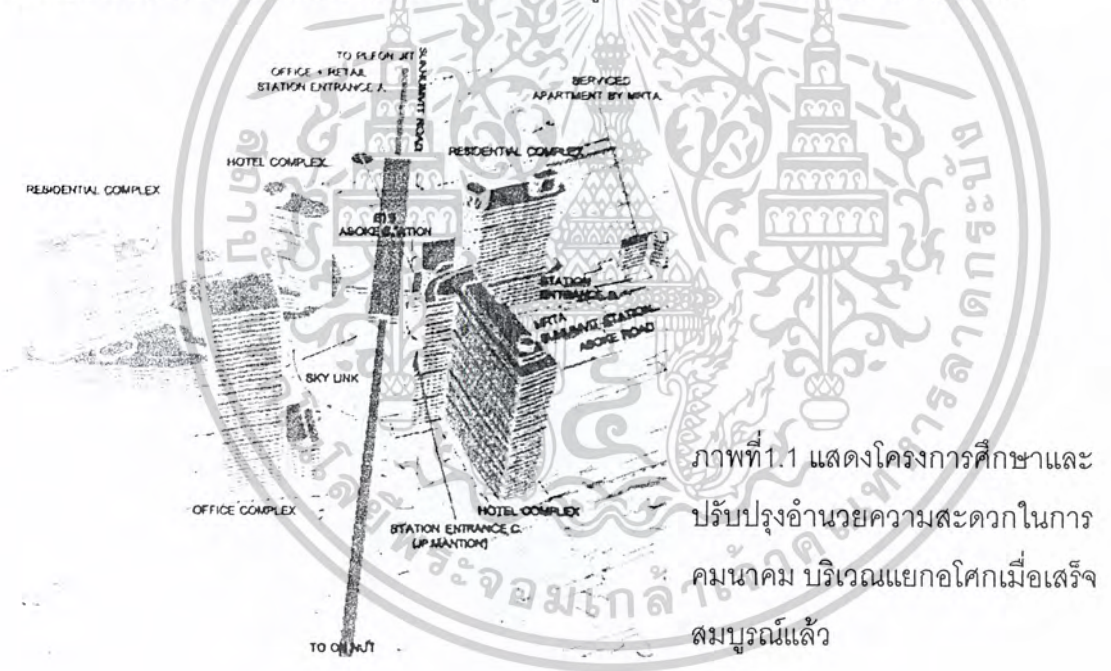 TO PLEON JIT
OFFICE + RETAIL
STATION ENTRANCE A.
SUKHUMVIT ROAD
SERVICED
APARTMENT BY MRTA.
HOTEL COMPLEX
RESIDENTIAL COMPLEX
RESIDENTIAL COMPLEX
BTS
ASOKE STATION
STATION
ENTRANCE B.
MRTA
SUKHUMVIT STATION
ASOKE ROAD
SKY LINK
OFFICE COMPLEX
HOTEL COMPLEX
STATION ENTRANCE C.
(JP.MANTION)
TO ON NUT
ภาพที่1.1 แสดงโครงการศึกษาและ
ปรับปรุงอำนวยความสะดวกในการ
คมนาคม บริเวณแยกอโศกเมื่อเสร็จ
สมบูรณ์แล้ว